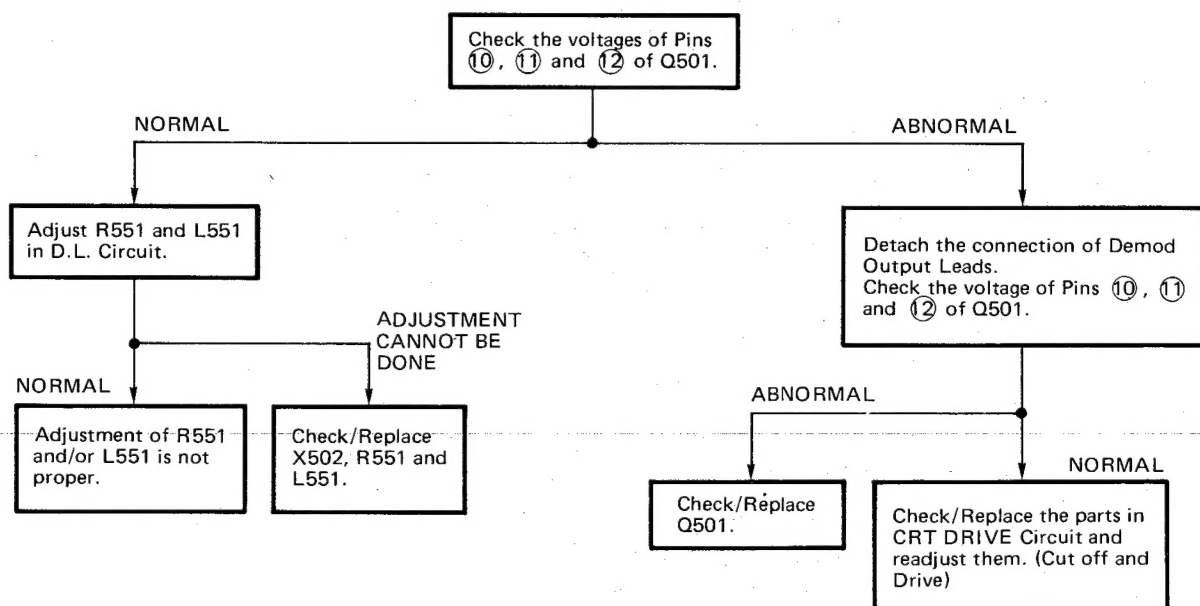 Check the voltages of Pins
⑩, ⑪ and ⑫ of Q501.
NORMAL
ABNORMAL
Adjust R551 and L551
in D.L. Circuit.
Detach the connection of Demod
Output Leads.
Check the voltage of Pins ⑩, ⑪
and ⑫ of Q501.
ADJUSTMENT
CANNOT BE
DONE
NORMAL
ABNORMAL
NORMAL
Adjustment of R551
and/or L551 is not
proper.
Check/Replace
X502, R551 and
L551.
Check/Replace
Q501.
Check/Replace the parts in
CRT DRIVE Circuit and
readjust them. (Cut off and
Drive)